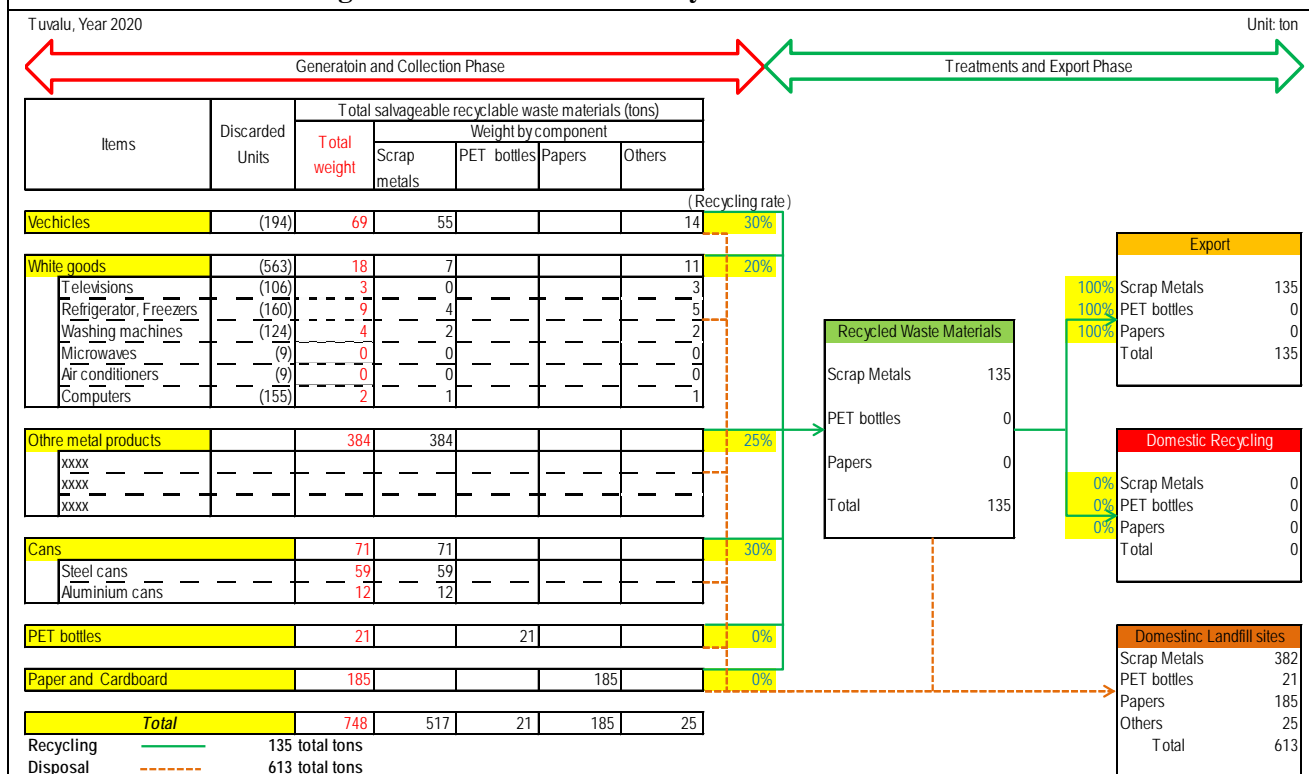 Tuvalu, Year 2020 Unit: ton
Generatoin and Collection Phase Treatments and Export Phase
Total salvageable recyclable waste materials (tons)
Items Discarded Units Total weight Weight by component
Scrap metals PET bottles Papers Others
(Recycling rate)
Vechicles (194) 69 55 14 30%
White goods (563) 18 7 11 20%
Televisions (106) 3 0 3
Refrigerator, Freezers (160) 9 4 5
Washing machines (124) 4 2 2
Microwaves (9) 0 0 0
Air conditioners (9) 0 0 0
Computers (155) 2 1 1
Othre metal products 384 384 25%
xxxx
xxxx
xxxx
Cans 71 71 30%
Steel cans 59 59
Aluminium cans 12 12
PET bottles 21 21 0%
Paper and Cardboard 185 185 0%
Total 748 517 21 185 25
Recycling 135 total tons
Disposal 613 total tons
Recycled Waste Materials
Scrap Metals 135
PET bottles 0
Papers 0
Total 135
Export
100% Scrap Metals 135
100% PET bottles 0
100% Papers 0
Total 135
Domestic Recycling
0% Scrap Metals 0
0% PET bottles 0
0% Papers 0
Total 0
Domestinc Landfill sites
Scrap Metals 382
PET bottles 21
Papers 185
Others 25
Total 613